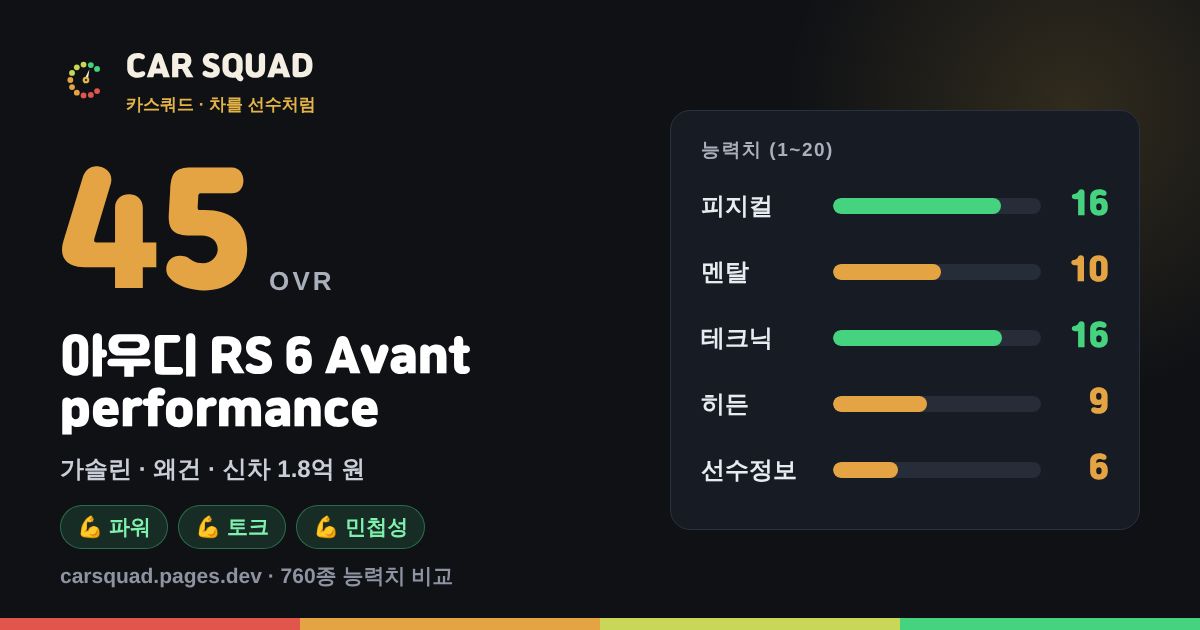 CAR SQUAD
카스쿼드 · 차를 선수처럼
45 OVR
아우디 RS 6 Avant
performance
가솔린 · 왜건 · 신차 1.8억 원
💪 파워 💪 토크 💪 민첩성
carsquad.pages.dev · 760종 능력치 비교
능력치 (1~20)
피지컬 16
멘탈 10
테크닉 16
히든 9
선수정보 6